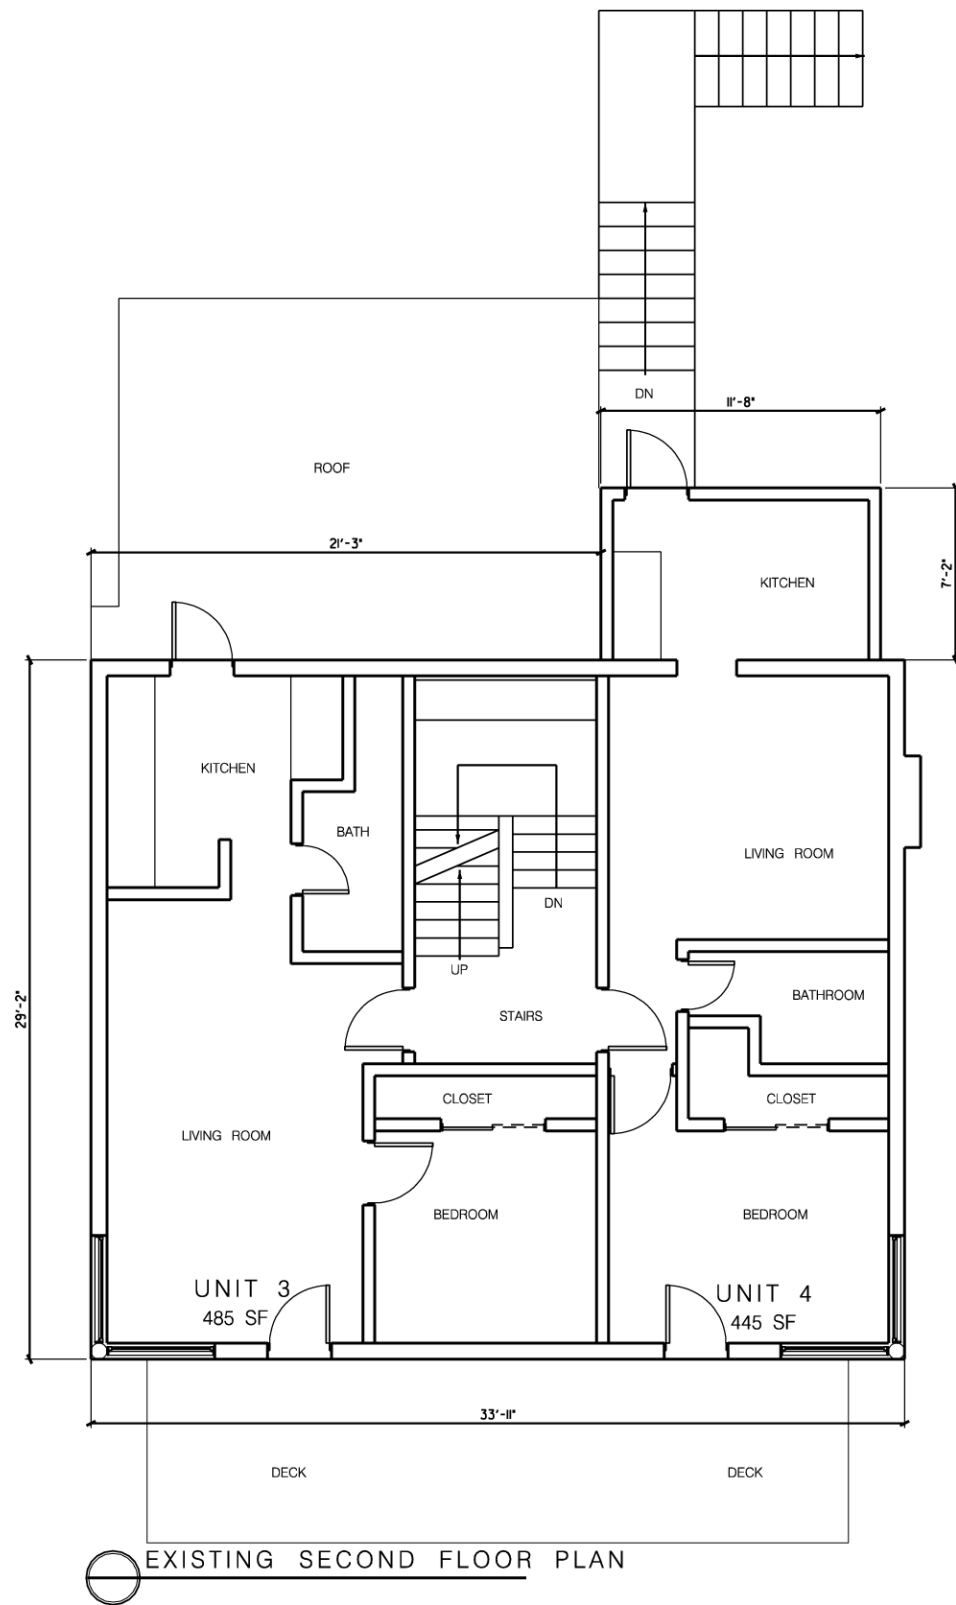 DN
11'-8"
ROOF
21'-3"
KITCHEN
7'-2"
KITCHEN
BATH
LIVING ROOM
DN
UP
BATHROOM
STAIRS
29'-2"
CLOSET
CLOSET
LIVING ROOM
BEDROOM
BEDROOM
UNIT 3
485 SF
UNIT 4
445 SF
33'-11"
DECK
DECK
EXISTING SECOND FLOOR PLAN